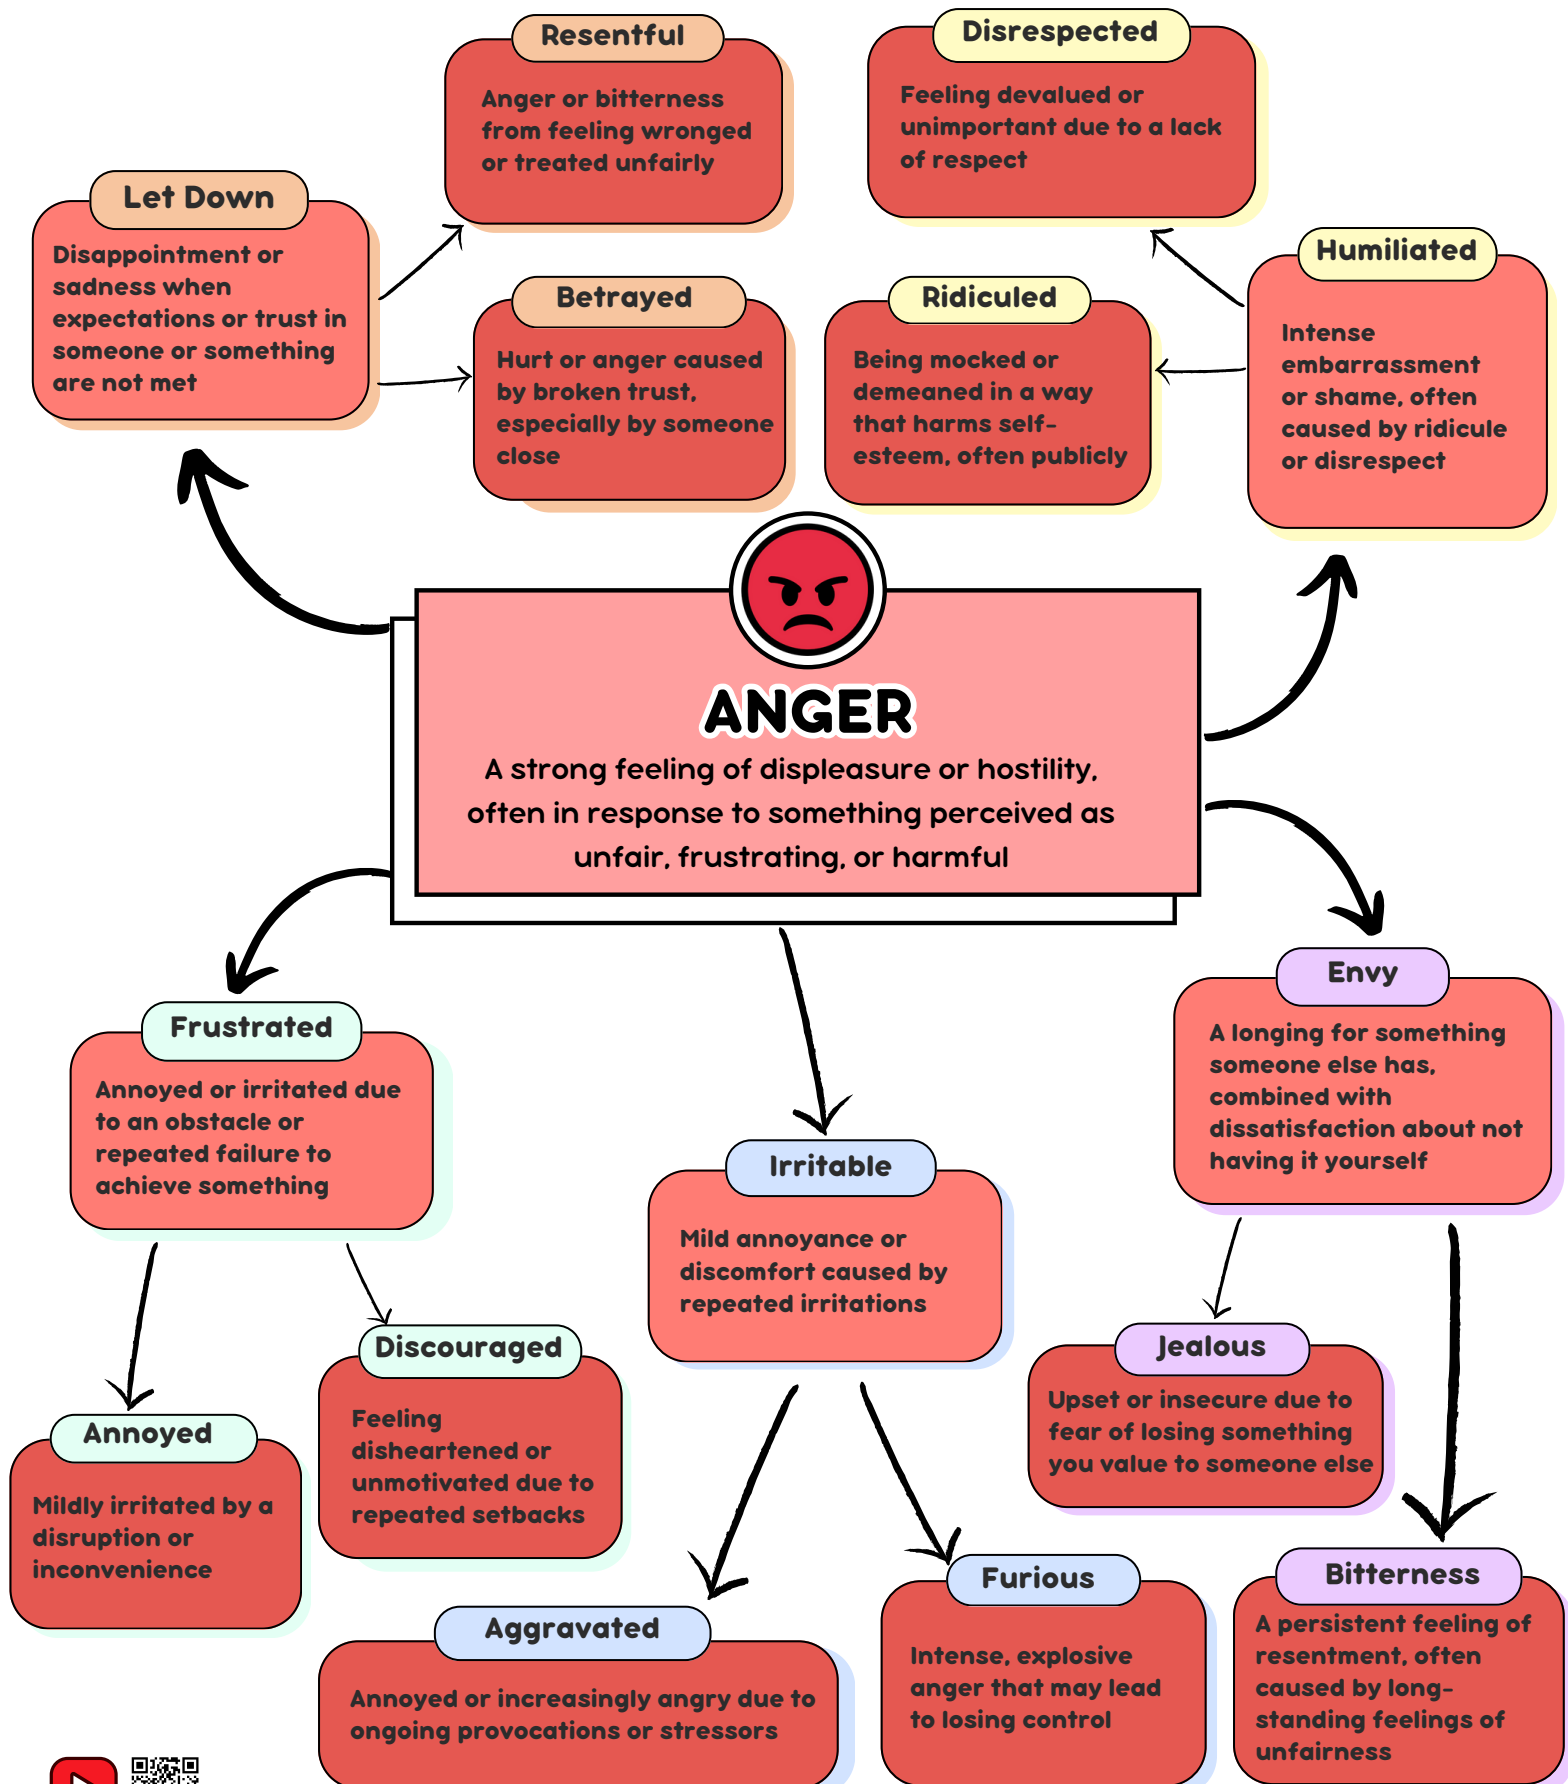 Resentful
Anger or bitterness
from feeling wronged
or treated unfairly
Disrespected
Feeling devalued or
unimportant due to a lack
of respect
Let Down
Disappointment or
sadness when
expectations or trust in
someone or something
are not met
Betrayed
Hurt or anger caused
by broken trust,
especially by someone
close
Ridiculed
Being mocked or
demeaned in a way
that harms self-
esteem, often publicly
Humiliated
Intense
embarrassment
or shame, often
caused by ridicule
or disrespect
ANGER
A strong feeling of displeasure or hostility,
often in response to something perceived as
unfair, frustrating, or harmful
Frustrated
Annoyed or irritated due
to an obstacle or
repeated failure to
achieve something
Irritable
Mild annoyance or
discomfort caused by
repeated irritations
Envy
A longing for something
someone else has,
combined with
dissatisfaction about not
having it yourself
Annoyed
Mildly irritated by a
disruption or
inconvenience
Discouraged
Feeling
disheartened or
unmotivated due to
repeated setbacks
Aggravated
Annoyed or increasingly angry due to
ongoing provocations or stressors
Furious
Intense, explosive
anger that may lead
to losing control
Jealous
Upset or insecure due to
fear of losing something
you value to someone else
Bitterness
A persistent feeling of
resentment, often
caused by long-
standing feelings of
unfairness